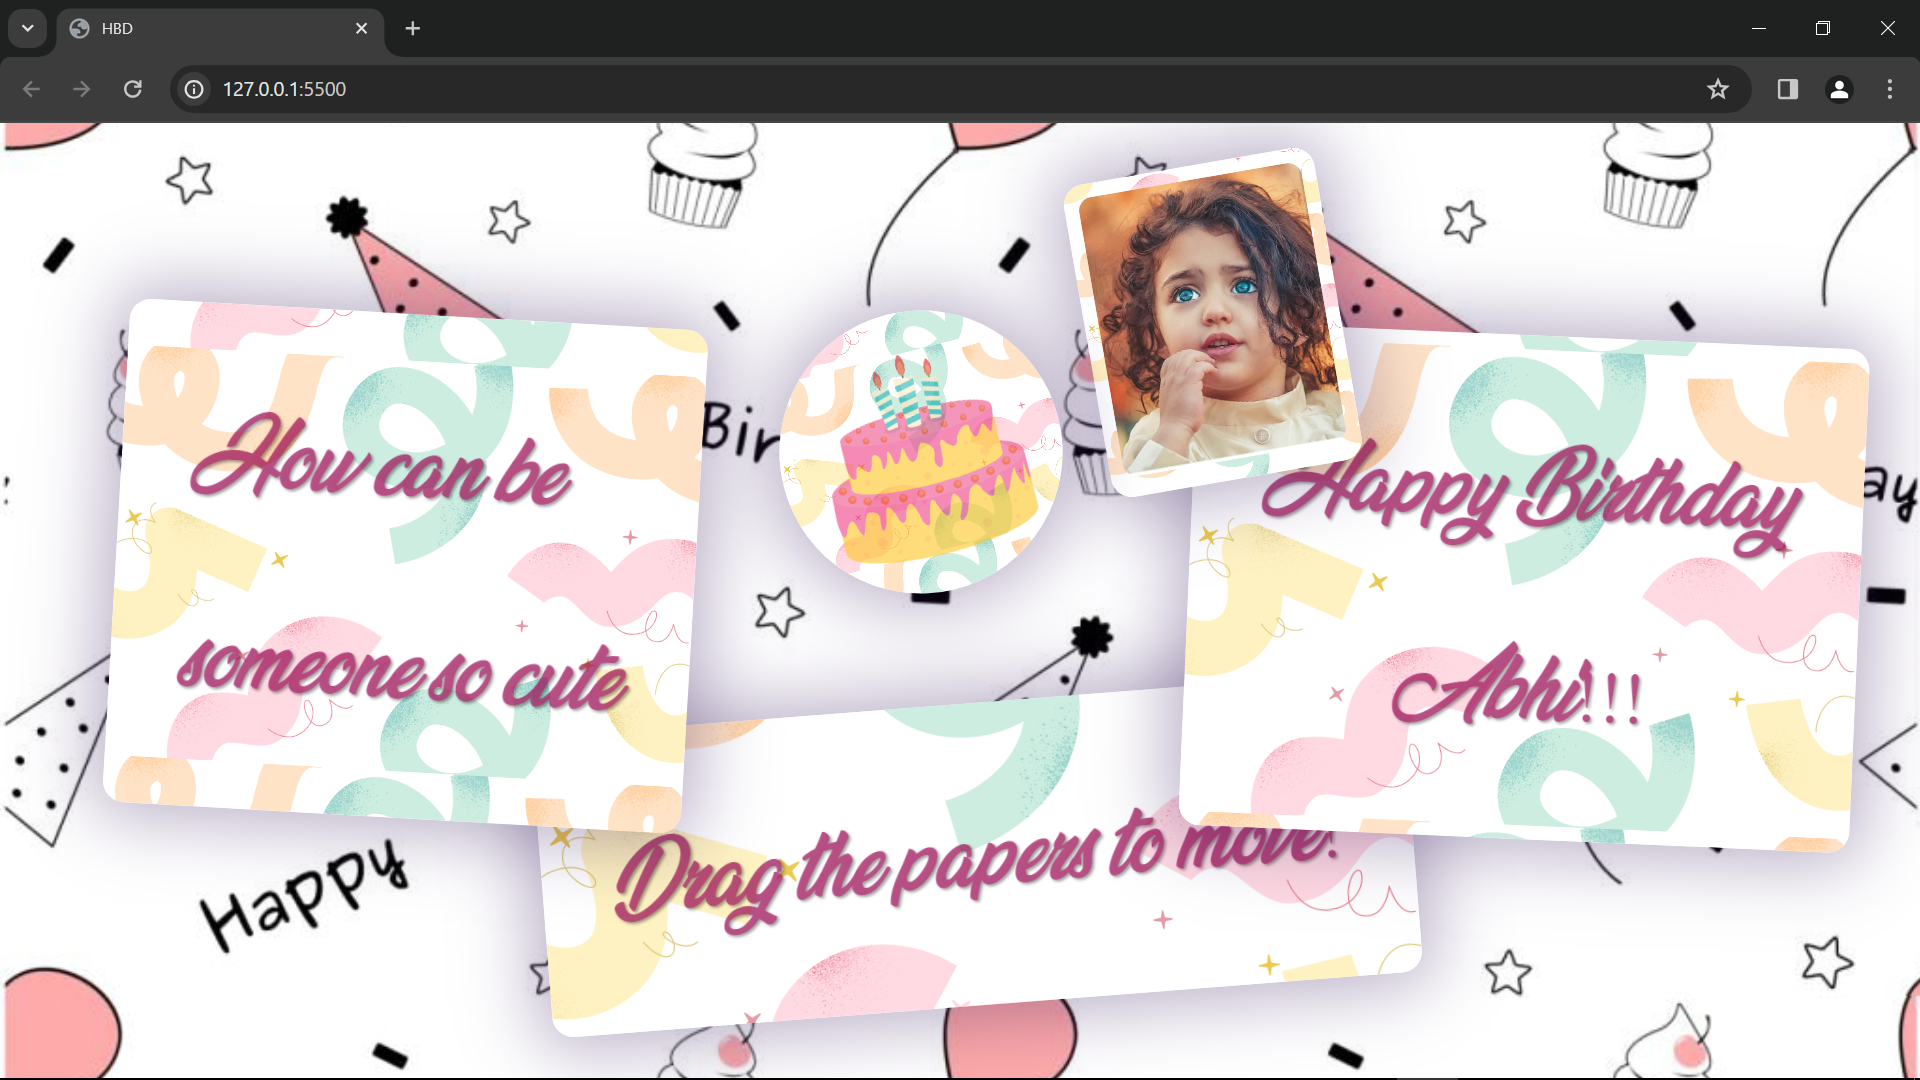 HBD
127.0.0.1:5500
How can be
someone so cute
Happy Birthday
Abhi!!!
Drag the papers to move!
Bir
ay
Happy